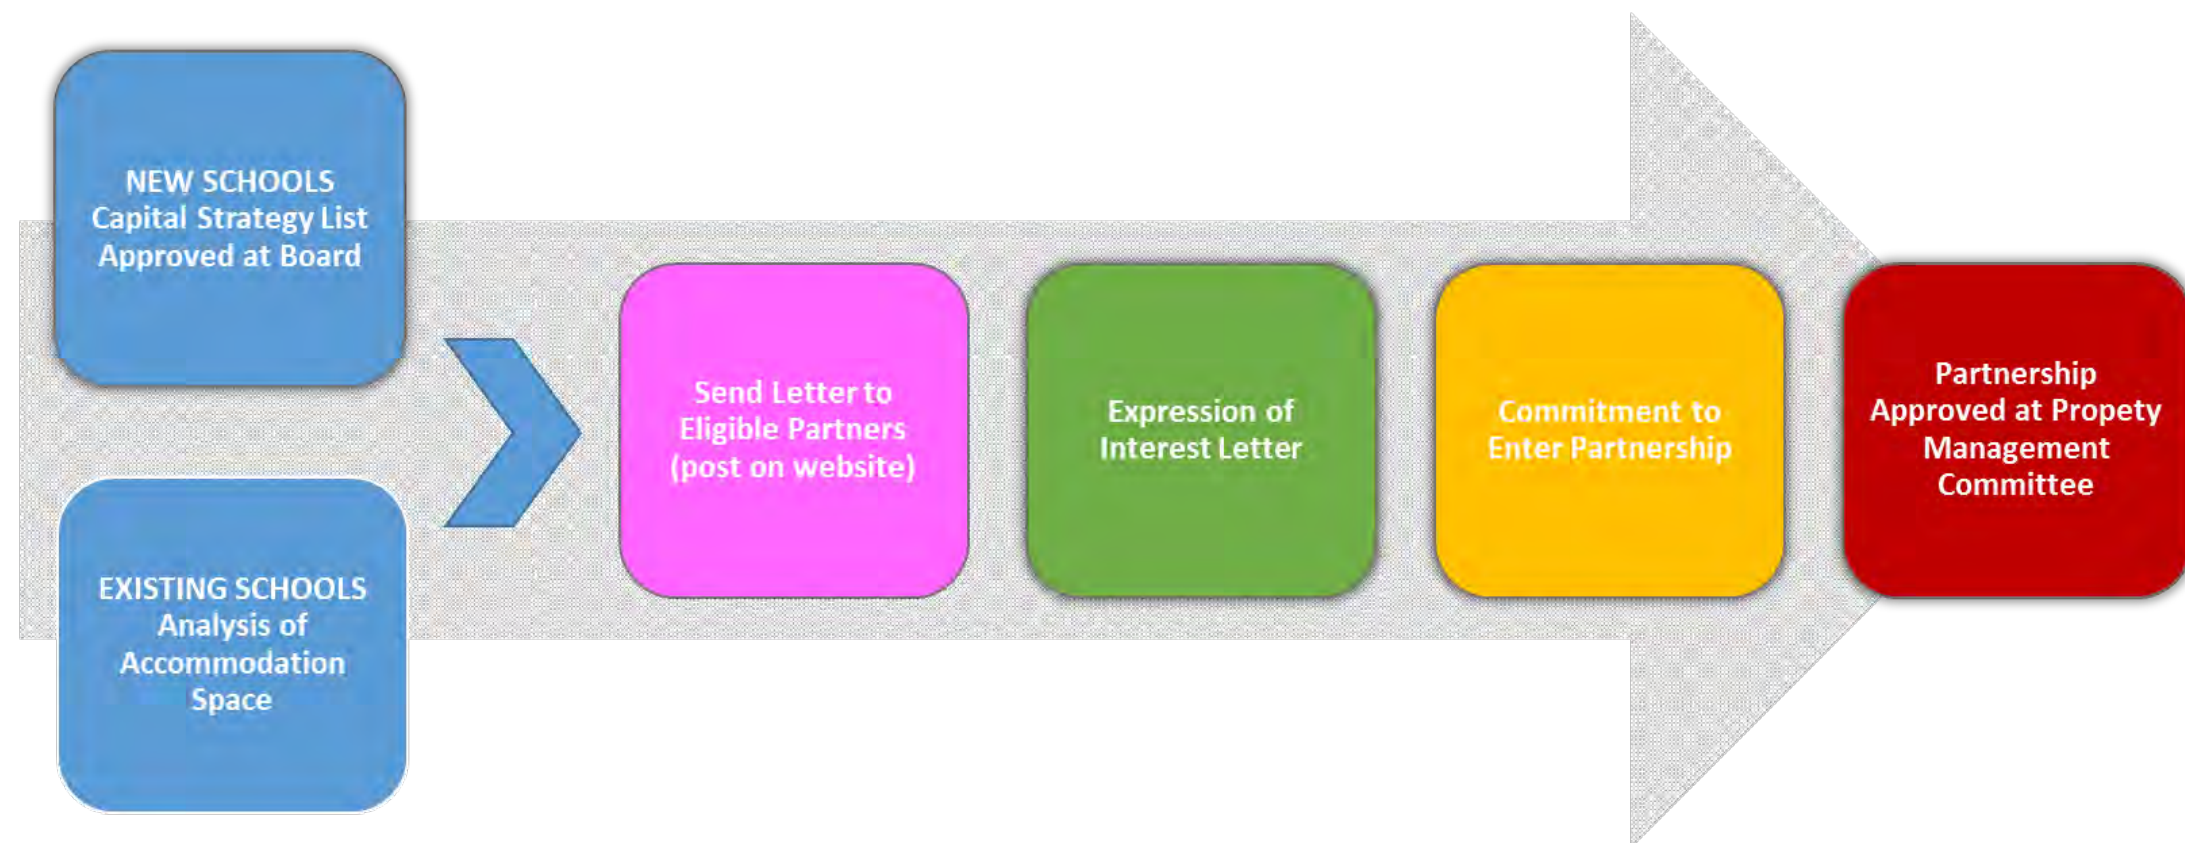 NEW SCHOOLS
Capital Strategy List
Approved at Board
EXISTING SCHOOLS
Analysis of
Accommodation
Space
Send Letter to
Eligible Partners
(post on website)
Expression of
Interest Letter
Commitment to
Enter Partnership
Partnership
Approved at Propety
Management
Committee